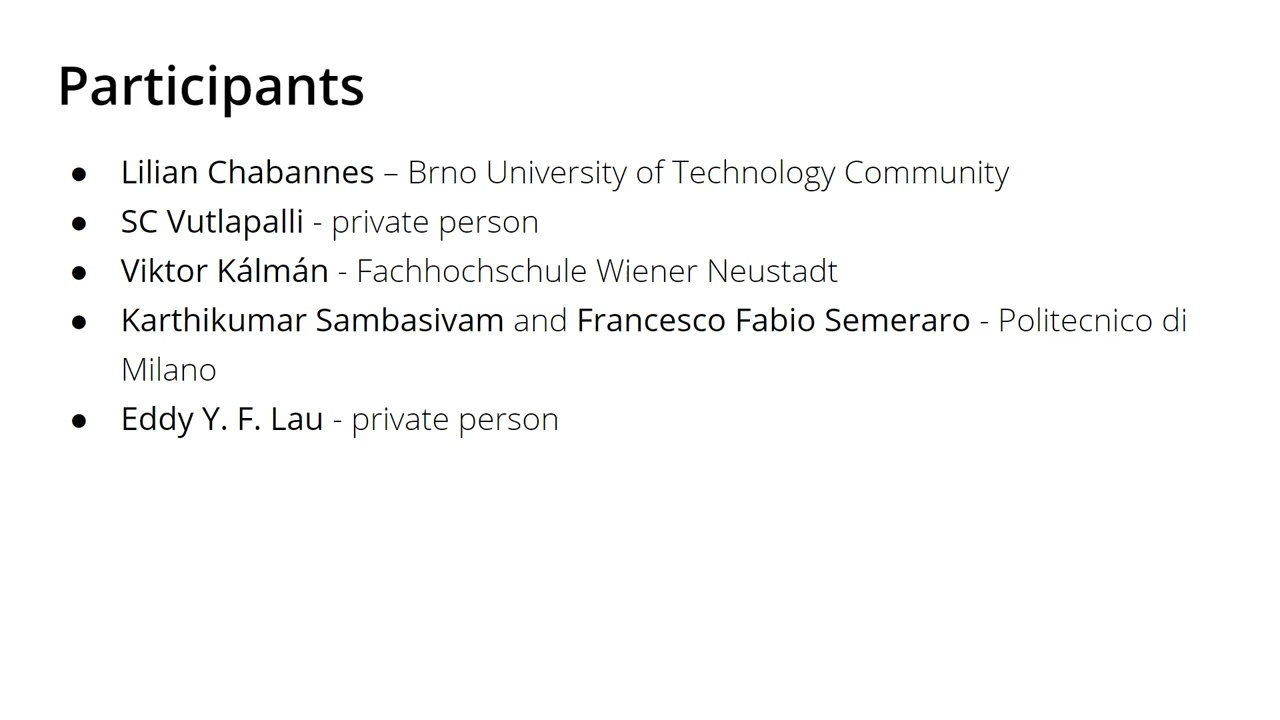 Participants
● Lilian Chabannes – Brno University of Technology Community
● SC Vutlapalli - private person
● Viktor Kálmán - Fachhochschule Wiener Neustadt
● Karthikumar Sambasivam and Francesco Fabio Semeraro - Politecnico di
Milano
● Eddy Y. F. Lau - private person